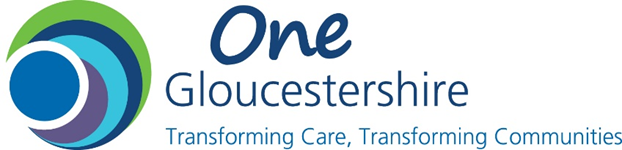 One
Gloucestershire
Transforming Care, Transforming Communities